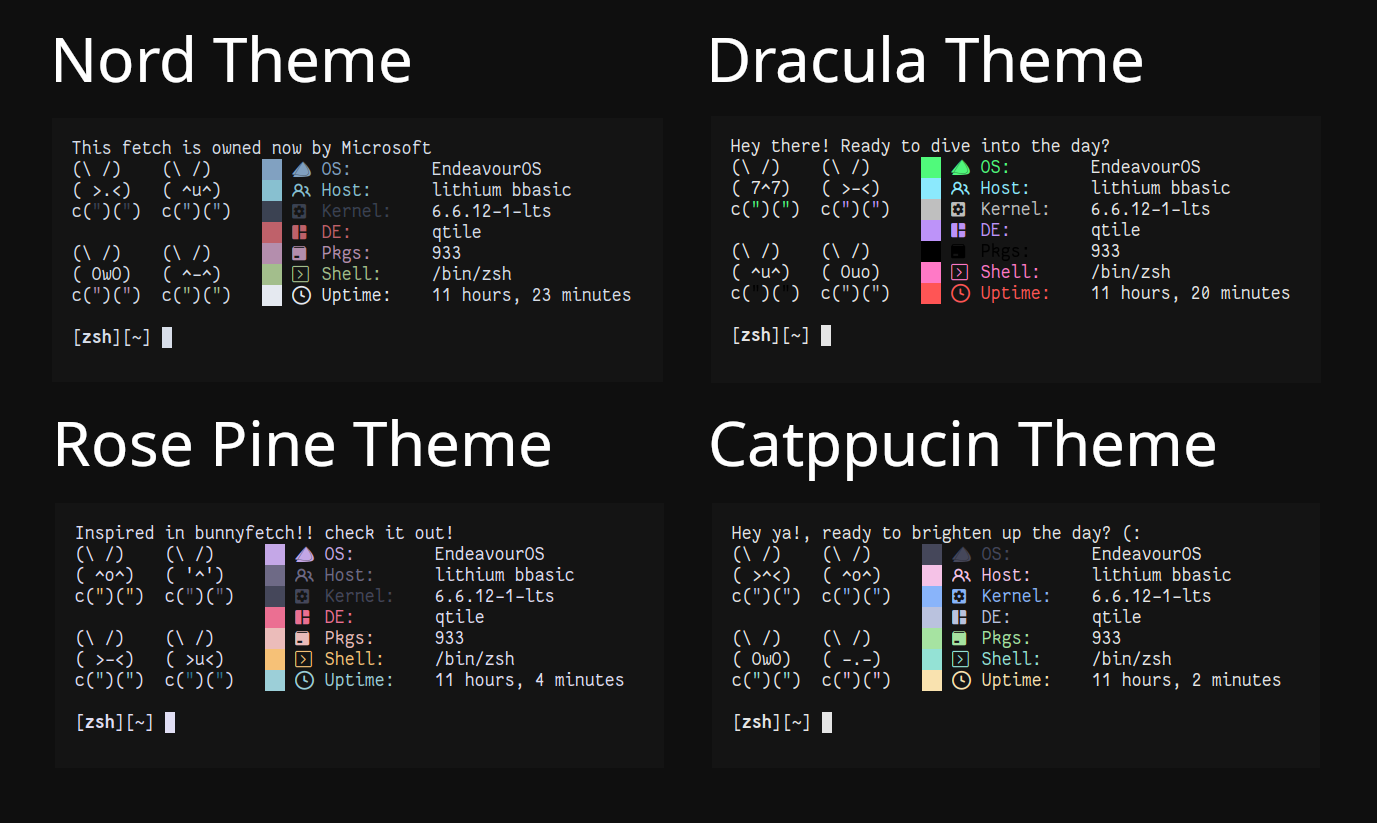 Nord Theme
This fetch is owned now by Microsoft
(\ /)    (\ /)    OS:    EndeavourOS
( >.<)   ( ^u^)   Host:    lithium bbasic
c(")(")  c(")(")  Kernel:    6.6.12-1-lts
DE:    qtile
(\ /)    (\ /)    Pkgs:    933
( OwO)   ( ^-^)   Shell:    /bin/zsh
c(")(")  c(")(")  Uptime:    11 hours, 23 minutes
[zsh][~]
Dracula Theme
Hey there! Ready to dive into the day?
(\ /)    (\ /)    OS:    EndeavourOS
( 7^7)   ( >-<)   Host:    lithium bbasic
c(")(")  c(")(")  Kernel:    6.6.12-1-lts
DE:    qtile
(\ /)    (\ /)    Pkgs:    933
( ^u^)   ( Ouo)   Shell:    /bin/zsh
c(")(")  c(")(")  Uptime:    11 hours, 20 minutes
[zsh][~]
Rose Pine Theme
Inspired in bunnyfetch!! check it out!
(\ /)    (\ /)    OS:    EndeavourOS
( ^o^)   ( '^')   Host:    lithium bbasic
c(")(")  c(")(")  Kernel:    6.6.12-1-lts
DE:    qtile
(\ /)    (\ /)    Pkgs:    933
( >-<)   ( >u<)   Shell:    /bin/zsh
c(")(")  c(")(")  Uptime:    11 hours, 4 minutes
[zsh][~]
Catppucin Theme
Hey ya!, ready to brighten up the day? (:
(\ /)    (\ /)    OS:    EndeavourOS
( >^<)   ( ^o^)   Host:    lithium bbasic
c(")(")  c(")(")  Kernel:    6.6.12-1-lts
DE:    qtile
(\ /)    (\ /)    Pkgs:    933
( OwO)   ( -.-)   Shell:    /bin/zsh
c(")(")  c(")(")  Uptime:    11 hours, 2 minutes
[zsh][~]